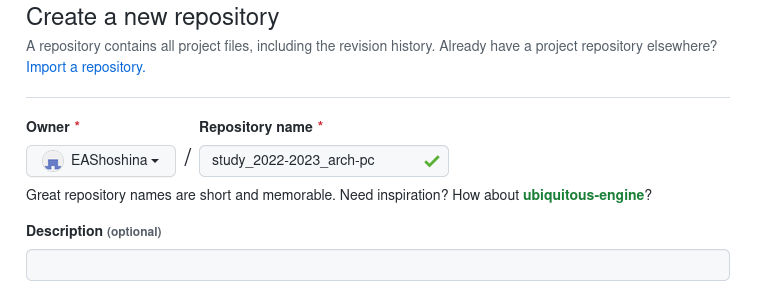 Create a new repository
A repository contains all project files, including the revision history. Already have a project repository elsewhere?
Import a repository.
Owner * Repository name *
EAShoshina / study_2022-2023_arch-pc
Great repository names are short and memorable. Need inspiration? How about ubiquitous-engine?
Description (optional)